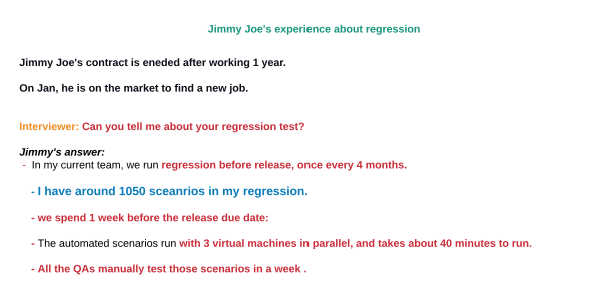 Jimmy Joe's experience about regression
Jimmy Joe's contract is eneded after working 1 year.
On Jan, he is on the market to find a new job.
Interviewer: Can you tell me about your regression test?
Jimmy's answer:
- In my current team, we run regression before release, once every 4 months.
- I have around 1050 sceanrios in my regression.
- we spend 1 week before the release due date:
- The automated scenarios run with 3 virtual machines in parallel, and takes about 40 minutes to run.
- All the QAs manually test those scenarios in a week .